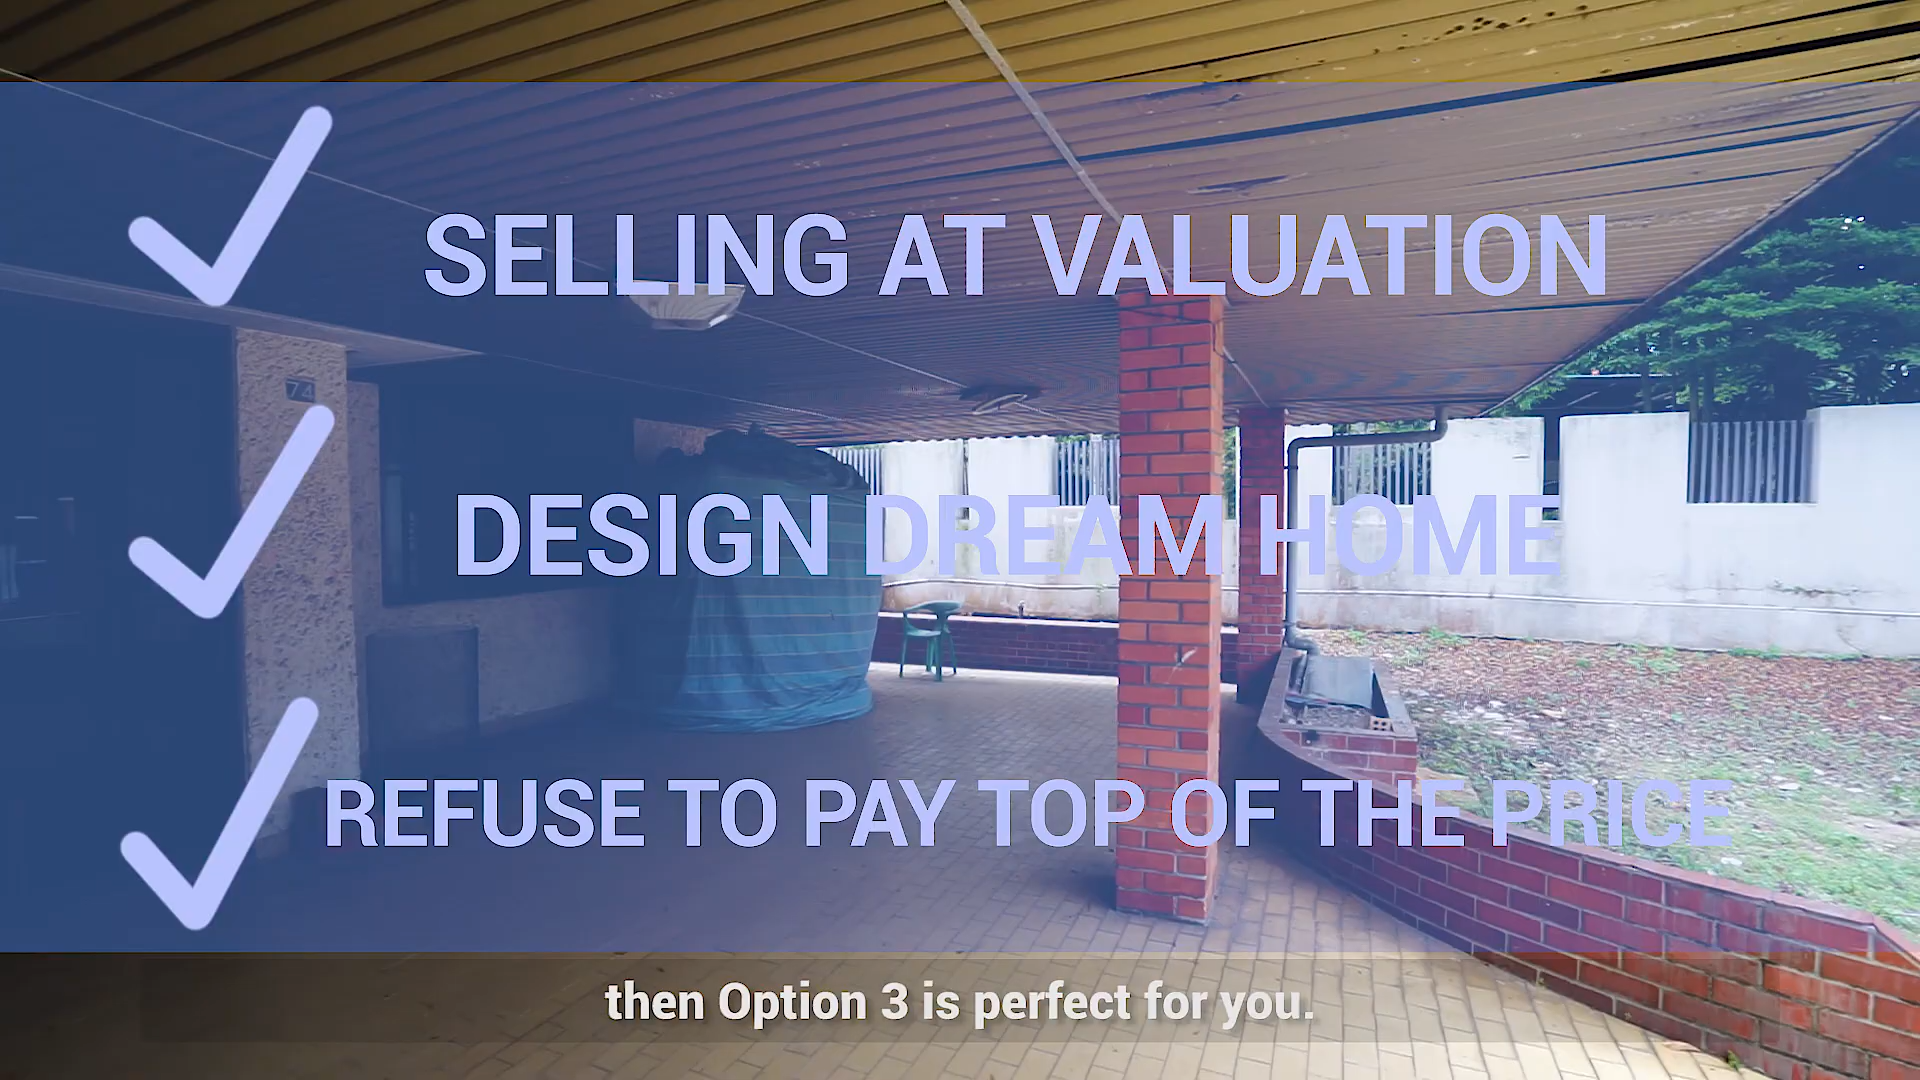 SELLING AT VALUATION
74
DESIGN DREAM HOME
REFUSE TO PAY TOP OF THE PRICE
then Option 3 is perfect for you.